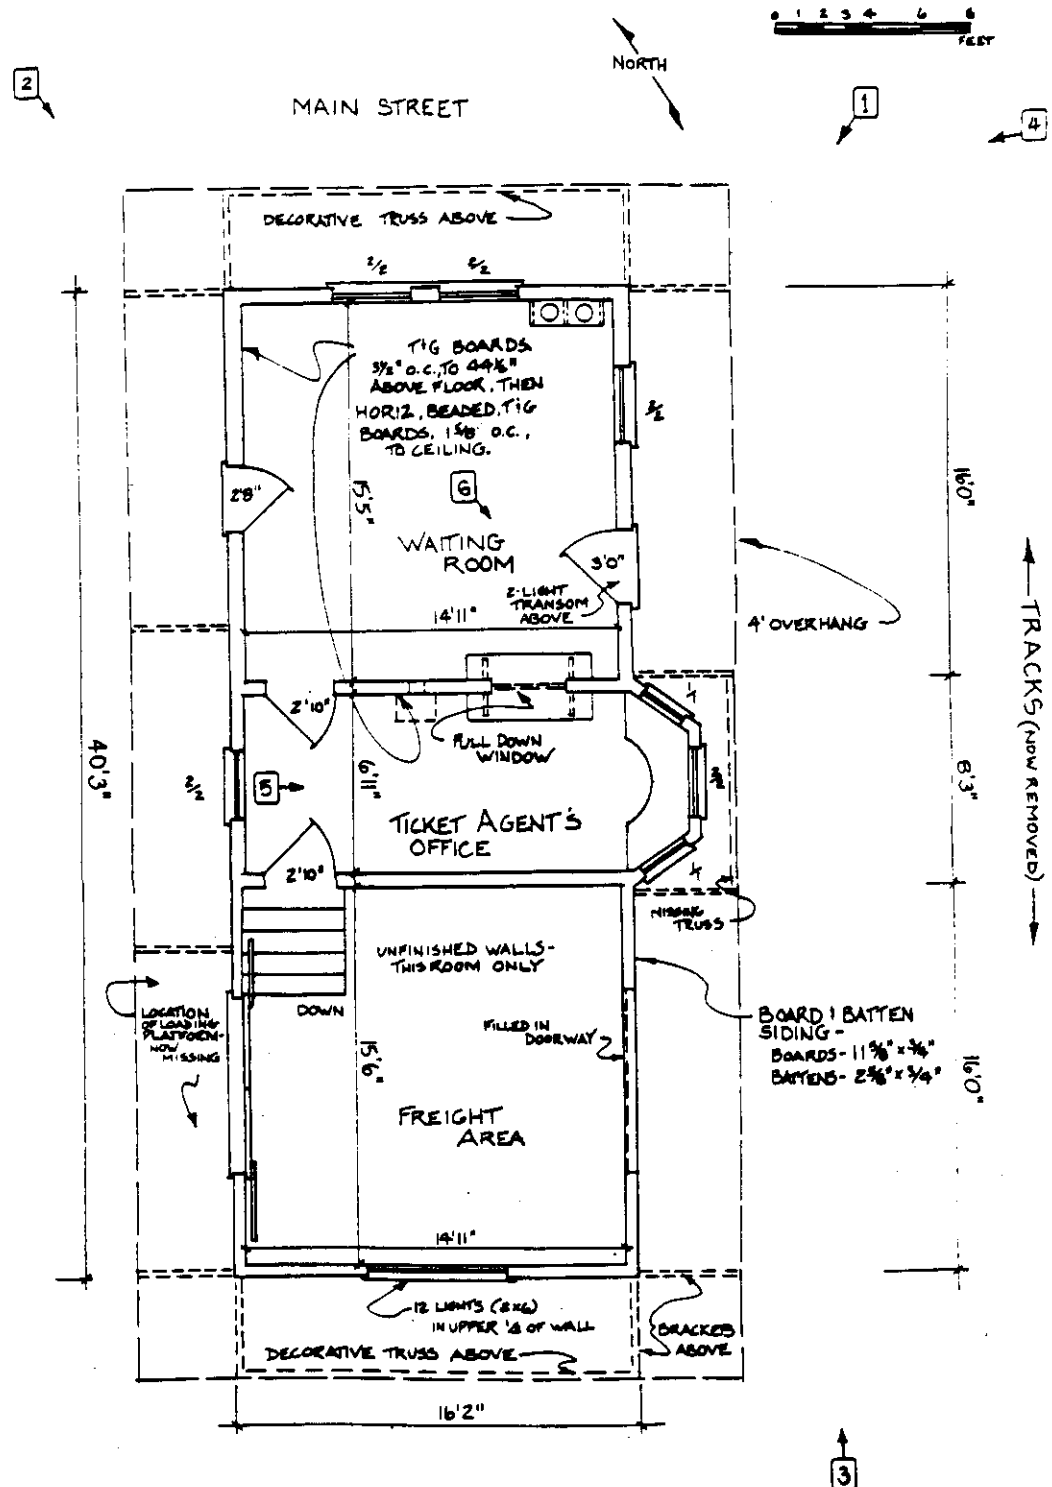 0 1 2 3 4 6 8
FEET
NORTH
2
MAIN STREET
1
4
DECORATIVE TRUSS ABOVE
2/2 2/2
T&G BOARDS
3½" O.C., TO
ABOVE FLOOR, THEN
HORIZ, BEADED, T&G
BOARDS, 1⅝" O.C.,
TO CEILING.
2/2
2'8"
15'5"
6
16'0"
WAITING
ROOM
3'0"
2-LIGHT
TRANSOM
ABOVE
14'11"
4' OVERHANG
TRACKS (NOW REMOVED)
2'10"
PULL DOWN
WINDOW
40'3"
2/2
5
6'11"
8'3"
TICKET AGENT'S
OFFICE
2'10"
MISSING
TRUSS
UNFINISHED WALLS-
THIS ROOM ONLY
DOWN
LOCATION
OF LOADING
PLATFORM-
NOW
MISSING
FILLED IN
DOORWAY
BOARD & BATTEN
SIDING -
BOARDS - 11
BATTENS - 2 x 3/4"
15'6"
16'0"
FREIGHT
AREA
14'11"
12 LIGHTS (2x6)
IN UPPER OF WALL
BRACKETS
ABOVE
DECORATIVE TRUSS ABOVE
16'2"
3